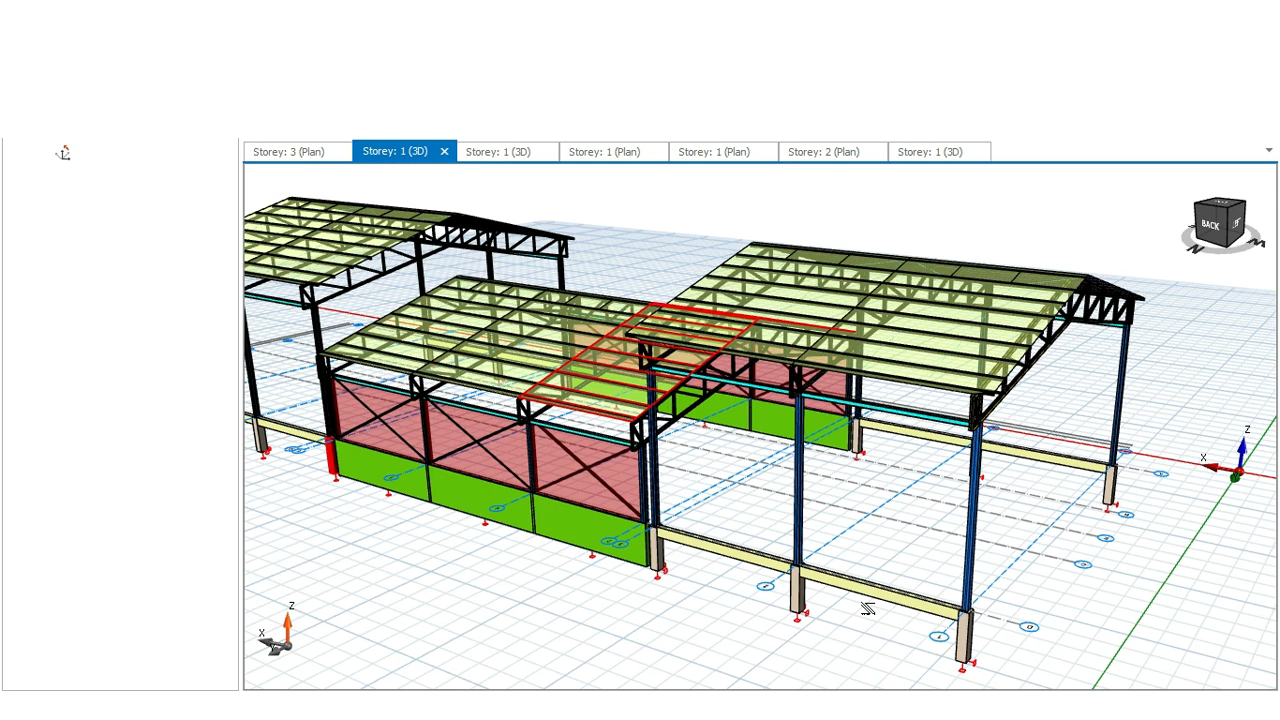 Storey: 3 (Plan)
Storey: 1 (3D)
Storey: 1 (3D)
Storey: 1 (Plan)
Storey: 1 (Plan)
Storey: 2 (Plan)
Storey: 1 (3D)
BACK
Z
X
Z
X